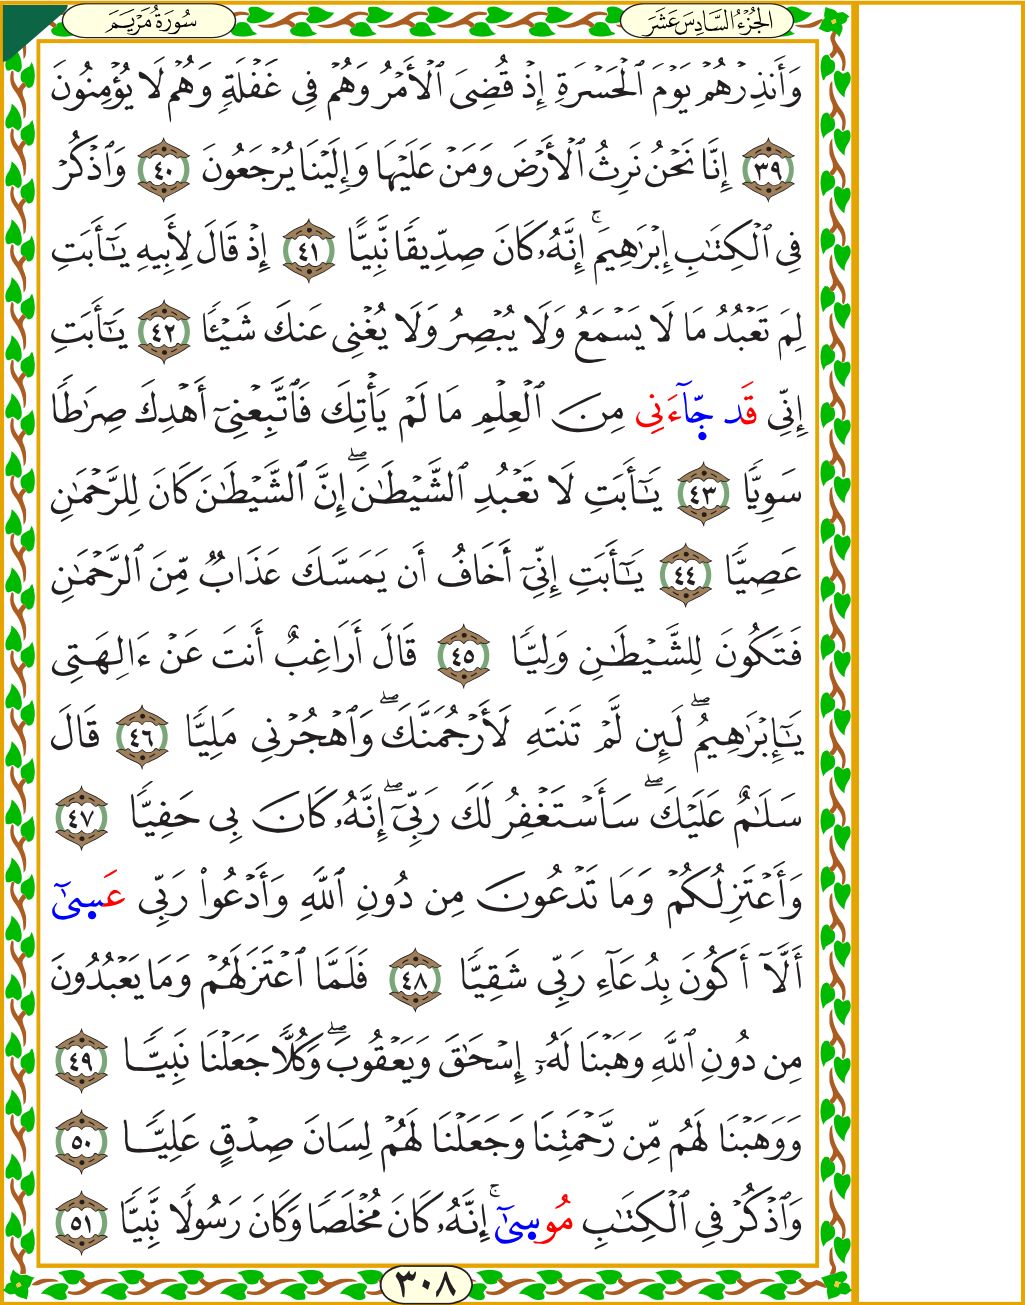 سُورَةُ مَرْيَمَ
الجُزْءُ السَّادِسَ عَشَرَ
وَأَنذِرْهُمْ يَوْمَ ٱلْحَسْرَةِ إِذْ قُضِىَ ٱلْأَمْرُ وَهُمْ فِى غَفْلَةٍ وَهُمْ لَا يُؤْمِنُونَ
٣٩ إِنَّا نَحْنُ نَرِثُ ٱلْأَرْضَ وَمَنْ عَلَيْهَا وَإِلَيْنَا يُرْجَعُونَ ٤٠ وَٱذْكُرْ
فِى ٱلْكِتَٰبِ إِبْرَٰهِيمَ ۚ إِنَّهُۥ كَانَ صِدِّيقًا نَّبِيًّا ٤١ إِذْ قَالَ لِأَبِيهِ يَٰٓأَبَتِ
لِمَ تَعْبُدُ مَا لَا يَسْمَعُ وَلَا يُبْصِرُ وَلَا يُغْنِى عَنكَ شَيْـًٔا ٤٢ يَٰٓأَبَتِ
إِنِّى قَد جَّآءَنِى مِنَ ٱلْعِلْمِ مَا لَمْ يَأْتِكَ فَٱتَّبِعْنِىٓ أَهْدِكَ صِرَٰطًا
سَوِيًّا ٤٣ يَٰٓأَبَتِ لَا تَعْبُدِ ٱلشَّيْطَٰنَ ۖ إِنَّ ٱلشَّيْطَٰنَ كَانَ لِلرَّحْمَٰنِ
عَصِيًّا ٤٤ يَٰٓأَبَتِ إِنِّىٓ أَخَافُ أَن يَمَسَّكَ عَذَابٌ مِّنَ ٱلرَّحْمَٰنِ
فَتَكُونَ لِلشَّيْطَٰنِ وَلِيًّا ٤٥ قَالَ أَرَاغِبٌ أَنتَ عَنْ ءَالِهَتِى
يَٰٓإِبْرَٰهِيمُ ۖ لَئِن لَّمْ تَنتَهِ لَأَرْجُمَنَّكَ ۖ وَٱهْجُرْنِى مَلِيًّا ٤٦ قَالَ
سَلَٰمٌ عَلَيْكَ ۖ سَأَسْتَغْفِرُ لَكَ رَبِّىٓ ۖ إِنَّهُۥ كَانَ بِى حَفِيًّا ٤٧
وَأَعْتَزِلُكُمْ وَمَا تَدْعُونَ مِن دُونِ ٱللَّهِ وَأَدْعُوا۟ رَبِّى عَسِىٰٓ
أَلَّآ أَكُونَ بِدُعَآءِ رَبِّى شَقِيًّا ٤٨ فَلَمَّا ٱعْتَزَلَهُمْ وَمَا يَعْبُدُونَ
مِن دُونِ ٱللَّهِ وَهَبْنَا لَهُۥٓ إِسْحَٰقَ وَيَعْقُوبَ ۖ وَكُلًّا جَعَلْنَا نَبِيًّا ٤٩
وَوَهَبْنَا لَهُم مِّن رَّحْمَتِنَا وَجَعَلْنَا لَهُمْ لِسَانَ صِدْقٍ عَلِيًّا ٥٠
وَٱذْكُرْ فِى ٱلْكِتَٰبِ مُوسِىٰٓ ۚ إِنَّهُۥ كَانَ مُخْلَصًا وَكَانَ رَسُولًا نَّبِيًّا ٥١
٣٠٨